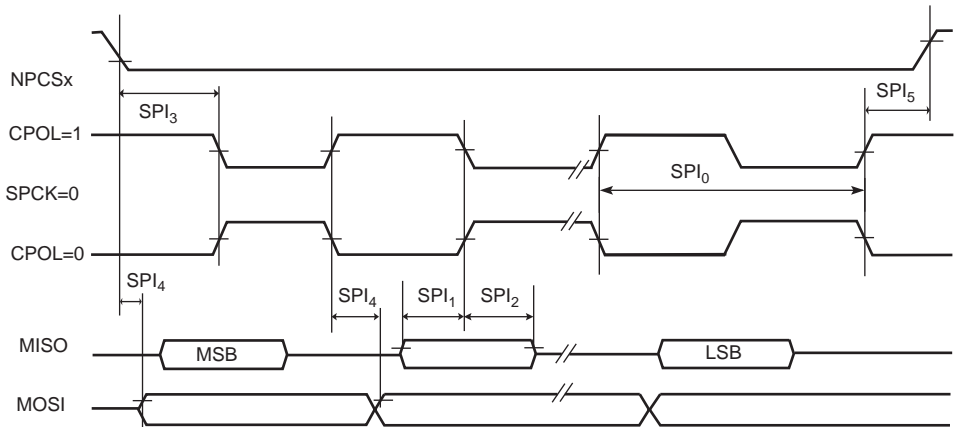 NPCSx
SPI₃
SPI₅
CPOL=1
SPCK=0
SPI₀
CPOL=0
SPI₄
SPI₄
SPI₁
SPI₂
MISO
MSB
LSB
MOSI